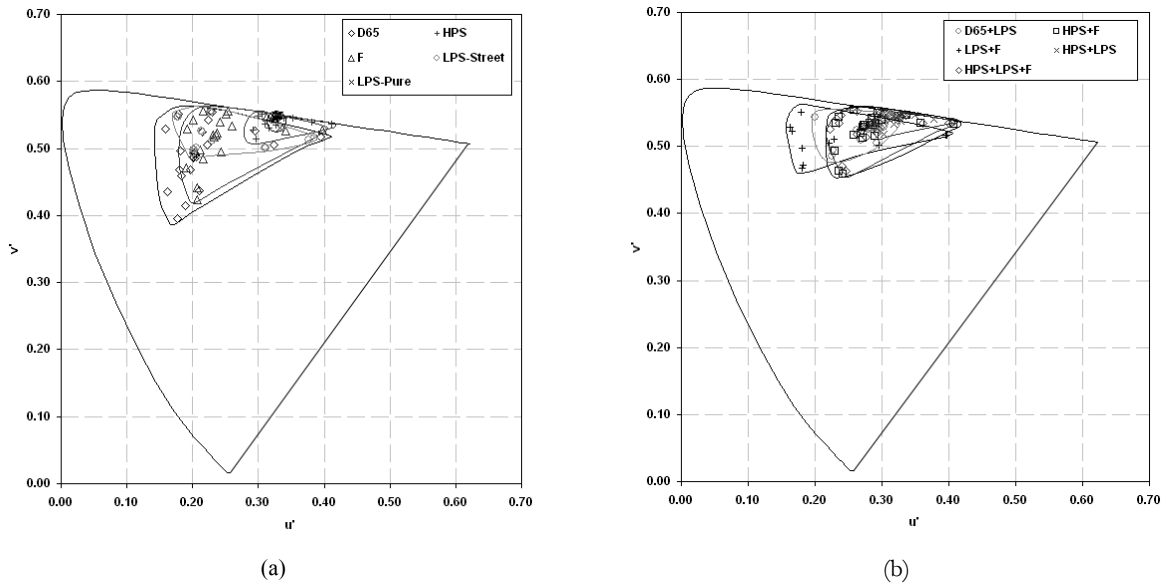 0.70
0.60
0.50
0.40
0.30
0.20
0.10
0.00
v'
0.00 0.10 0.20 0.30 0.40 0.50 0.60 0.70
u'
D65 HPS
F LPS-Street
LPS-Pure
(a)
0.70
0.60
0.50
0.40
0.30
0.20
0.10
0.00
v'
0.00 0.10 0.20 0.30 0.40 0.50 0.60 0.70
u'
D65+LPS HPS+F
LPS+F HPS+LPS
HPS+LPS+F
(b)